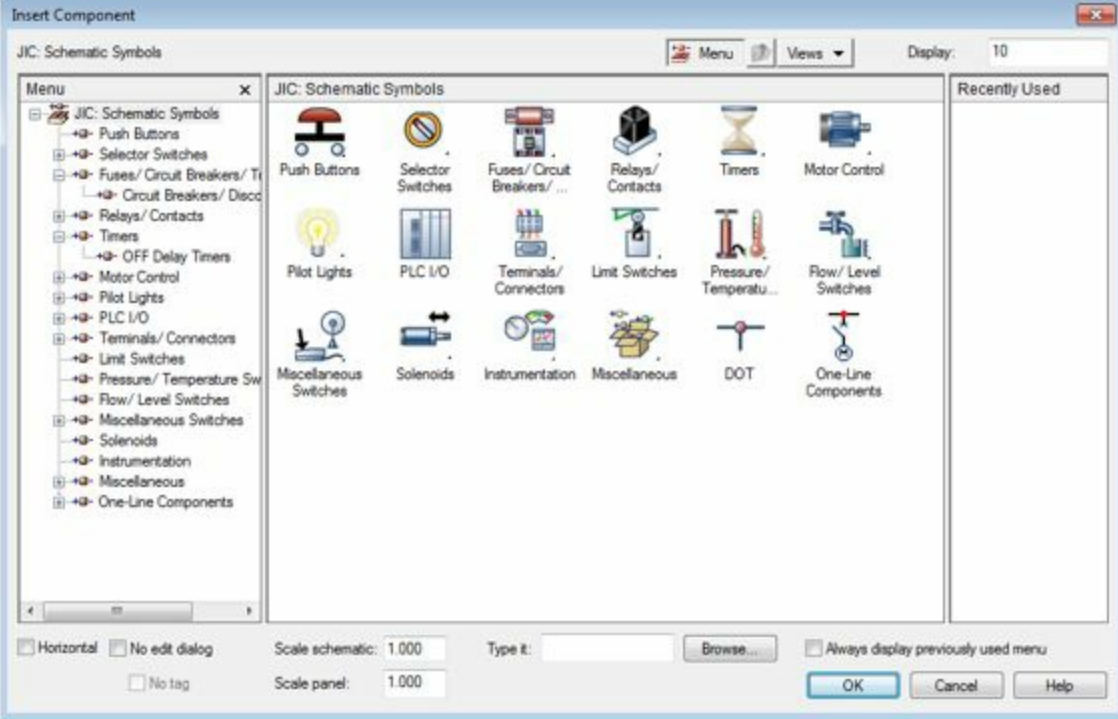 Insert Component
JIC: Schematic Symbols
Menu
Views
Display:
10
Menu
JIC: Schematic Symbols
Push Buttons
Selector Switches
Fuses/ Circuit Breakers/ Tr
Circuit Breakers/ Disco
Relays/ Contacts
Timers
OFF Delay Timers
Motor Control
Pilot Lights
PLC I/O
Terminals/ Connectors
Limit Switches
Pressure/ Temperature Sw
Flow/ Level Switches
Miscellaneous Switches
Solenoids
Instrumentation
Miscellaneous
One-Line Components
JIC: Schematic Symbols
Push Buttons
Selector
Switches
Fuses/ Circuit
Breakers/ ...
Relays/
Contacts
Timers
Motor Control
Pilot Lights
PLC I/O
Terminals/
Connectors
Limit Switches
Pressure/
Temperatu...
Flow/ Level
Switches
Miscellaneous
Switches
Solenoids
Instrumentation
Miscellaneous
DOT
One-Line
Components
Recently Used
Horizontal
No edit dialog
No tag
Scale schematic:
1.000
Scale panel:
1.000
Type it:
Browse...
Always display previously used menu
OK
Cancel
Help